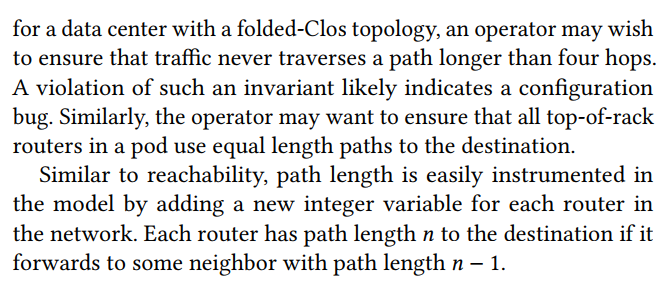 for a data center with a folded-Clos topology, an operator may wish
to ensure that traffic never traverses a path longer than four hops.
A violation of such an invariant likely indicates a configuration
bug. Similarly, the operator may want to ensure that all top-of-rack
routers in a pod use equal length paths to the destination.
Similar to reachability, path length is easily instrumented in
the model by adding a new integer variable for each router in
the network. Each router has path length n to the destination if it
forwards to some neighbor with path length n − 1.